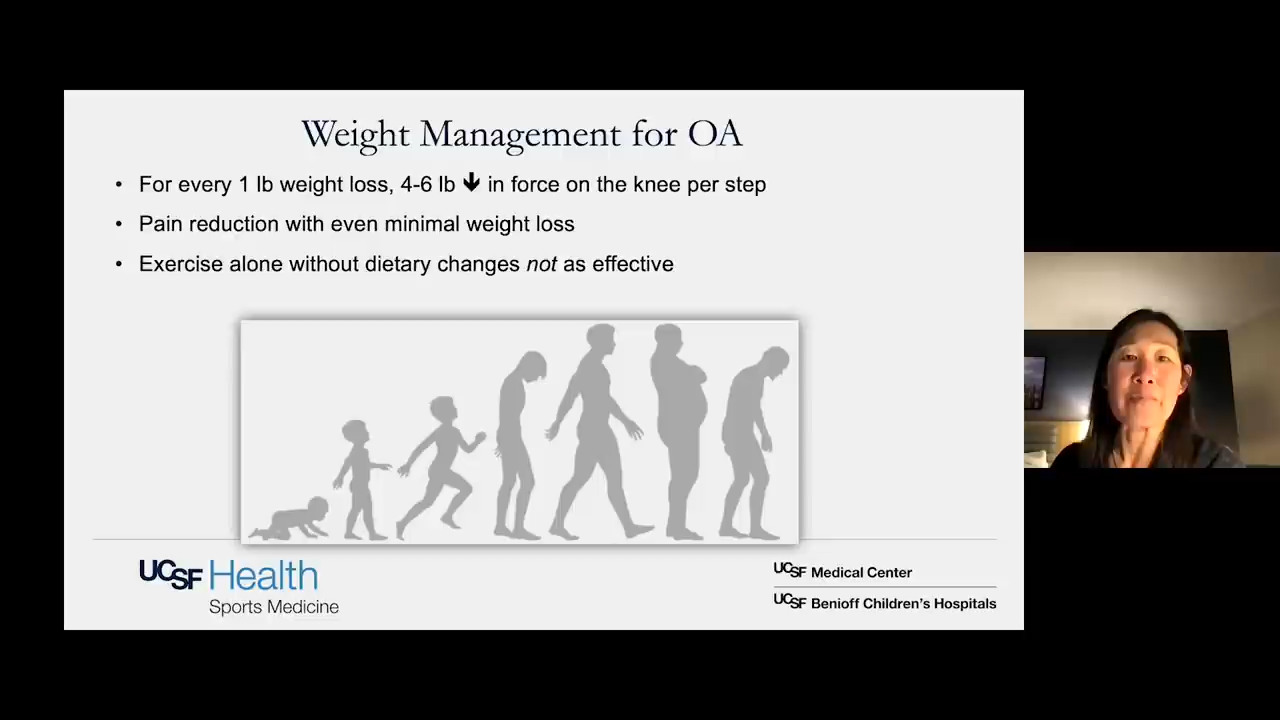 Weight Management for OA
• For every 1 lb weight loss, 4-6 lb 🡇 in force on the knee per step
• Pain reduction with even minimal weight loss
• Exercise alone without dietary changes not as effective
UCSF Health
Sports Medicine
UCSF Medical Center
UCSF Benioff Children's Hospitals